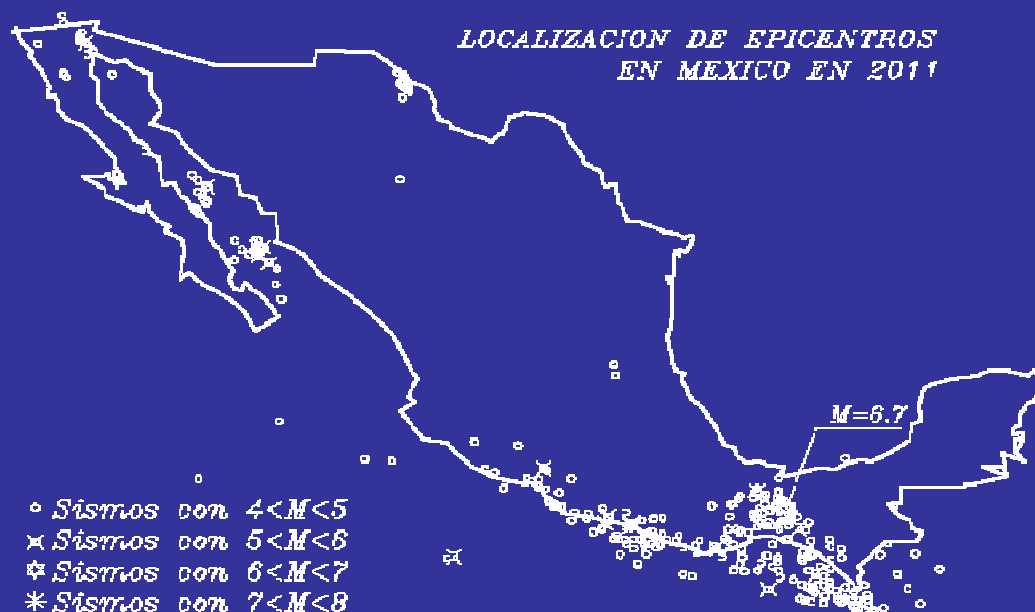 LOCALIZACION DE EPICENTROS
EN MEXICO EN 2011
M=6.7
Sismos con 4<M<5
Sismos con 5<M<6
Sismos con 6<M<7
Sismos con 7<M<8